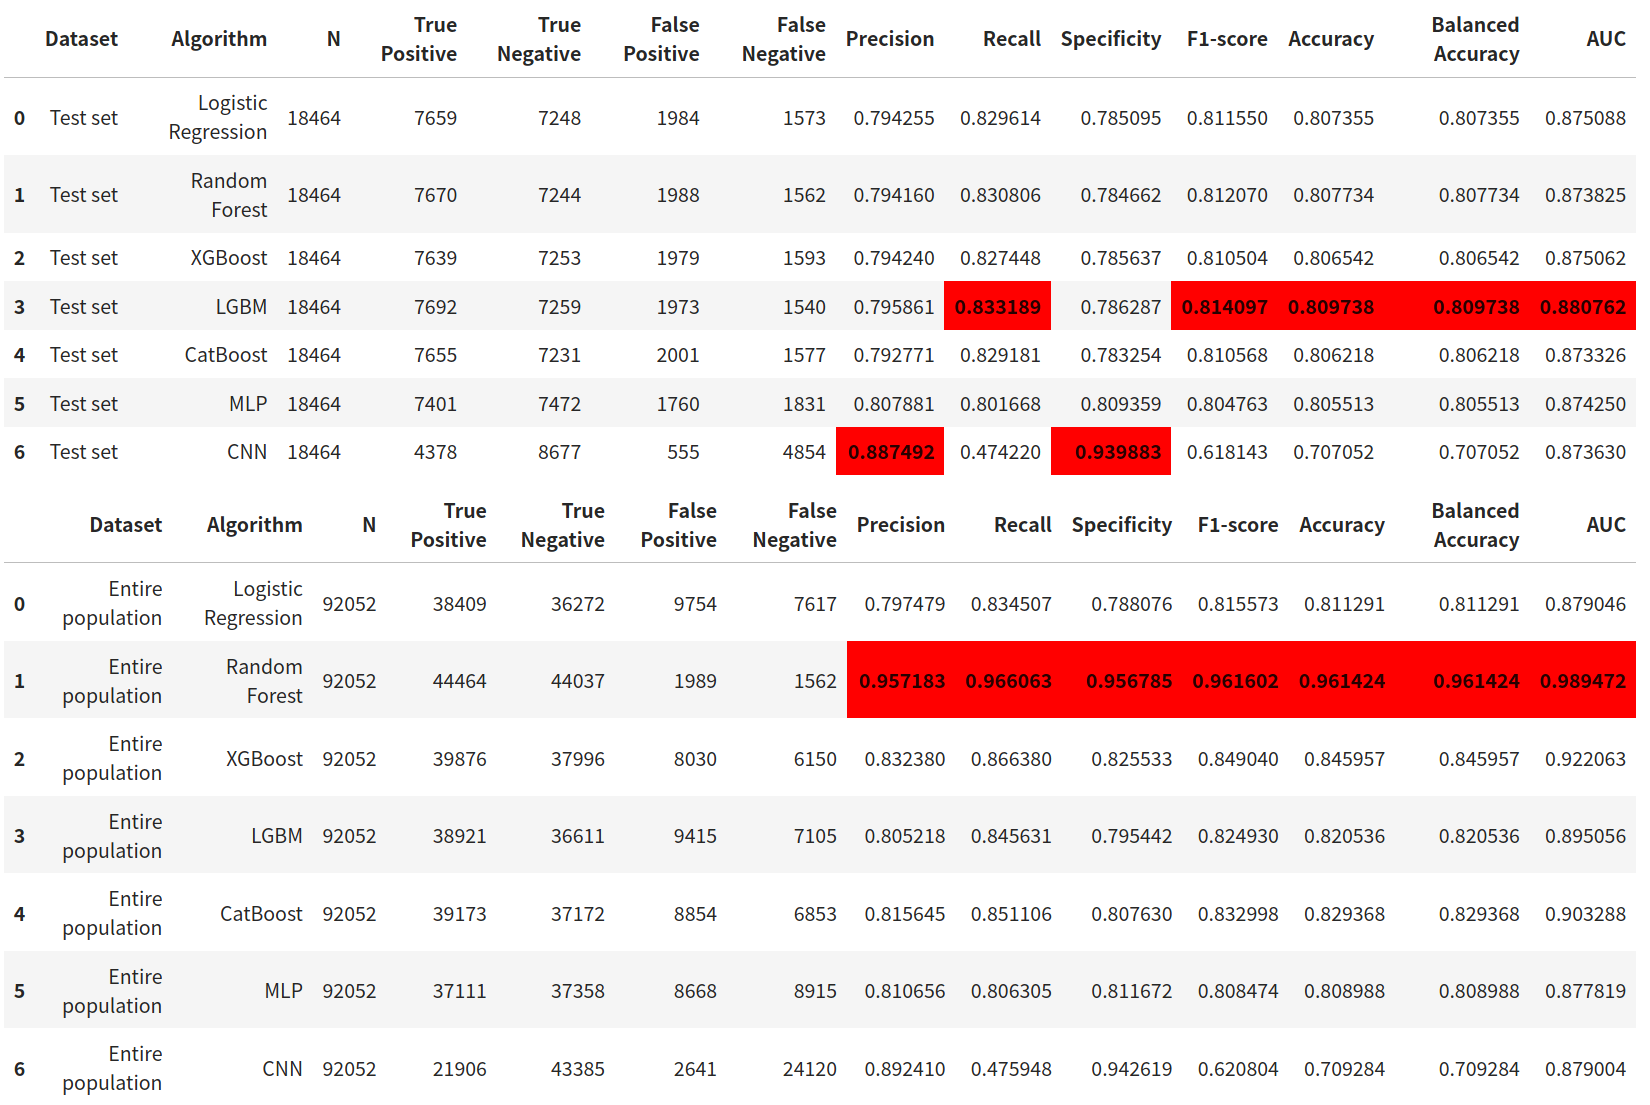 Dataset Algorithm N True Positive True Negative False Positive False Negative Precision Recall Specificity F1-score Accuracy Balanced Accuracy AUC
0 Test set Logistic Regression 18464 7659 7248 1984 1573 0.794255 0.829614 0.785095 0.811550 0.807355 0.807355 0.875088
1 Test set Random Forest 18464 7670 7244 1988 1562 0.794160 0.830806 0.784662 0.812070 0.807734 0.807734 0.873825
2 Test set XGBoost 18464 7639 7253 1979 1593 0.794240 0.827448 0.785637 0.810504 0.806542 0.806542 0.875062
3 Test set LGBM 18464 7692 7259 1973 1540 0.795861 0.833189 0.786287 0.814097 0.809738 0.809738 0.880762
4 Test set CatBoost 18464 7655 7231 2001 1577 0.792771 0.829181 0.783254 0.810568 0.806218 0.806218 0.873326
5 Test set MLP 18464 7401 7472 1760 1831 0.807881 0.801668 0.809359 0.804763 0.805513 0.805513 0.874250
6 Test set CNN 18464 4378 8677 555 4854 0.887492 0.474220 0.939883 0.618143 0.707052 0.707052 0.873630
Dataset Algorithm N True Positive True Negative False Positive False Negative Precision Recall Specificity F1-score Accuracy Balanced Accuracy AUC
0 Entire population Logistic Regression 92052 38409 36272 9754 7617 0.797479 0.834507 0.788076 0.815573 0.811291 0.811291 0.879046
1 Entire population Random Forest 92052 44464 44037 1989 1562 0.957183 0.966063 0.956785 0.961602 0.961424 0.961424 0.989472
2 Entire population XGBoost 92052 39876 37996 8030 6150 0.832380 0.866380 0.825533 0.849040 0.845957 0.845957 0.922063
3 Entire population LGBM 92052 38921 36611 9415 7105 0.805218 0.845631 0.795442 0.824930 0.820536 0.820536 0.895056
4 Entire population CatBoost 92052 39173 37172 8854 6853 0.815645 0.851106 0.807630 0.832998 0.829368 0.829368 0.903288
5 Entire population MLP 92052 37111 37358 8668 8915 0.810656 0.806305 0.811672 0.808474 0.808988 0.808988 0.877819
6 Entire population CNN 92052 21906 43385 2641 24120 0.892410 0.475948 0.942619 0.620804 0.709284 0.709284 0.879004